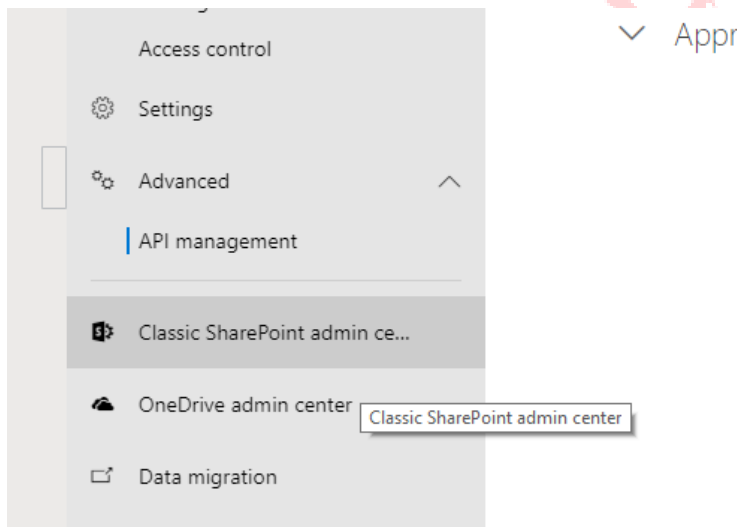 Access control
Appr
Settings
Advanced
API management
Classic SharePoint admin ce...
OneDrive admin center
Classic SharePoint admin center
Data migration